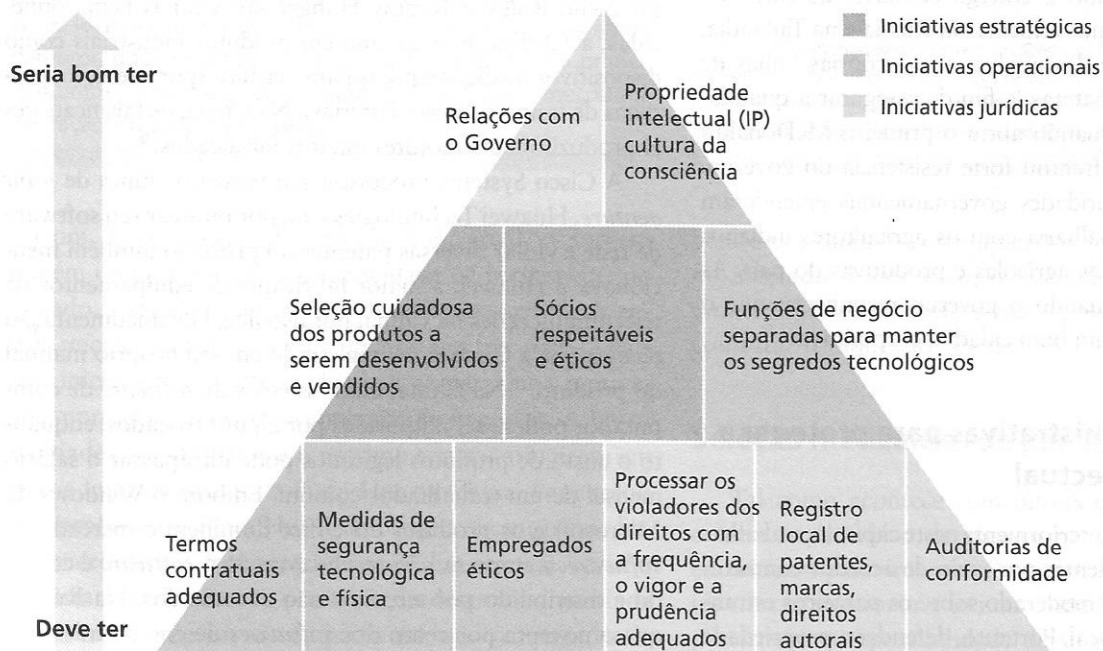 Seria bom ter
Iniciativas estratégicas
Iniciativas operacionais
Iniciativas jurídicas
Relações com
o Governo
Propriedade
intelectual (IP)
cultura da
consciência
Seleção cuidadosa
dos produtos a
serem desenvolvidos
e vendidos
Sócios
respeitáveis
e éticos
Funções de negócio
separadas para manter
os segredos tecnológicos
Termos
contratuais
adequados
Medidas de
segurança
tecnológica
e física
Empregados
éticos
Processar os
violadores dos
direitos com
a frequência,
o vigor e a
prudência
adequados
Registro
local de
patentes,
marcas,
direitos
autorais
Auditorias de
conformidade
Deve ter